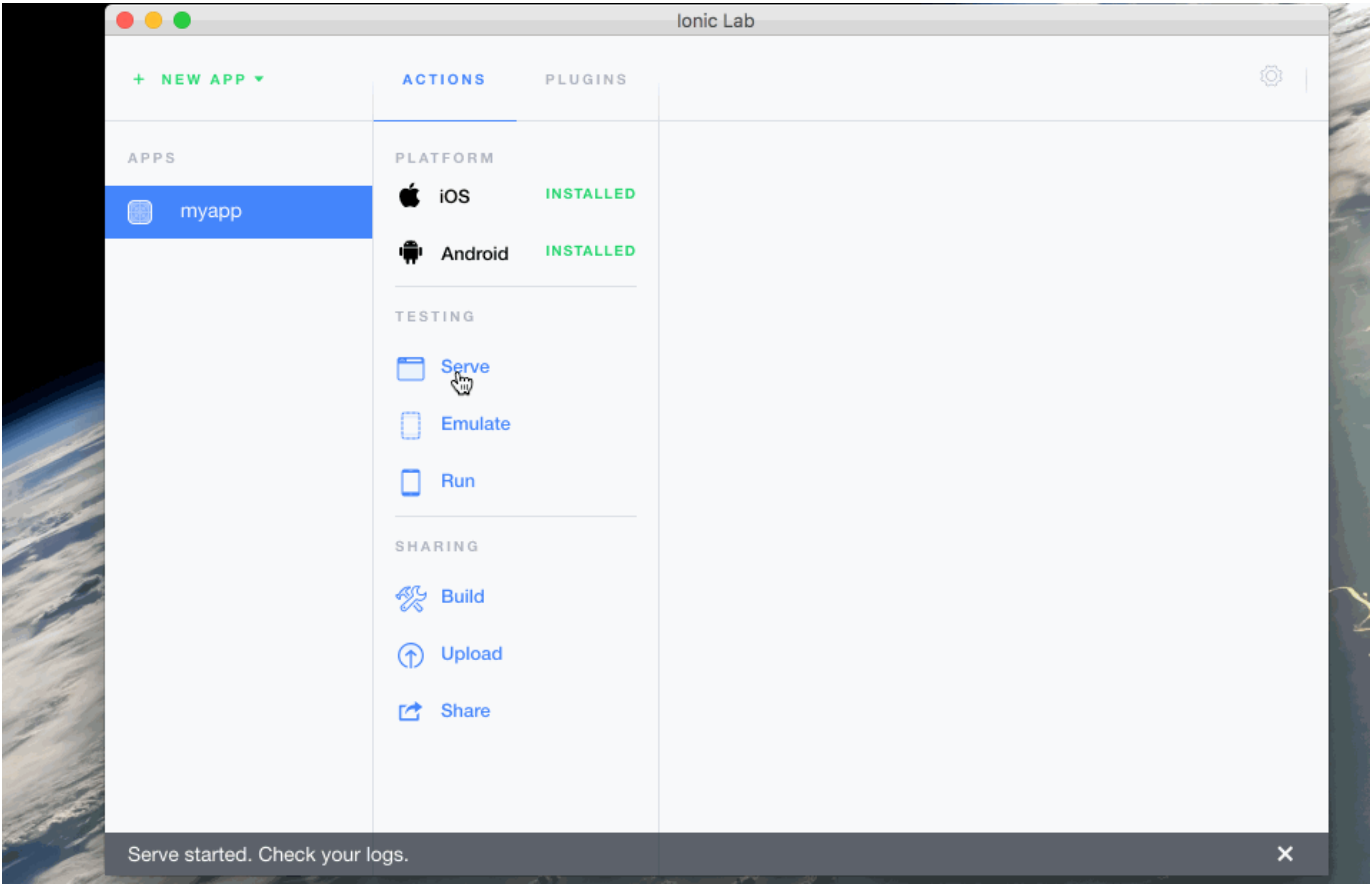 Ionic Lab
+ NEW APP
ACTIONS PLUGINS
APPS
myapp
PLATFORM
iOS INSTALLED
Android INSTALLED
TESTING
Serve
Emulate
Run
SHARING
Build
Upload
Share
Serve started. Check your logs.